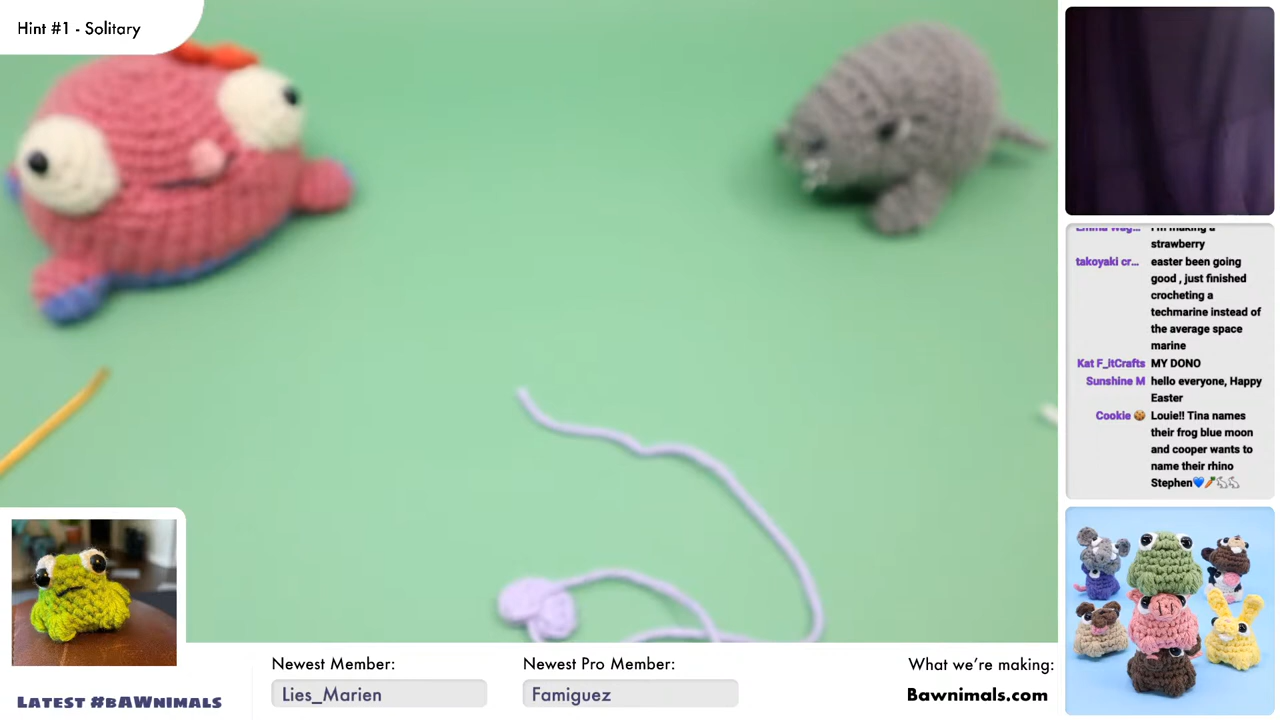 Hint #1 - Solitary
strawberry
takoyaki cr... easter been going
good , just finished
crocheting a
techmarine instead of
the average space
marine
Kat F_itCrafts MY DONO
Sunshine M hello everyone, Happy
Easter
Cookie 🍪 Louie!! Tina names
their frog blue moon
and cooper wants to
name their rhino
Stephen💙🥕🐇🐇
Newest Member:
Lies_Marien
Newest Pro Member:
Famiguez
What we're making:
Bawnimals.com
LATEST #BAWNIMALS